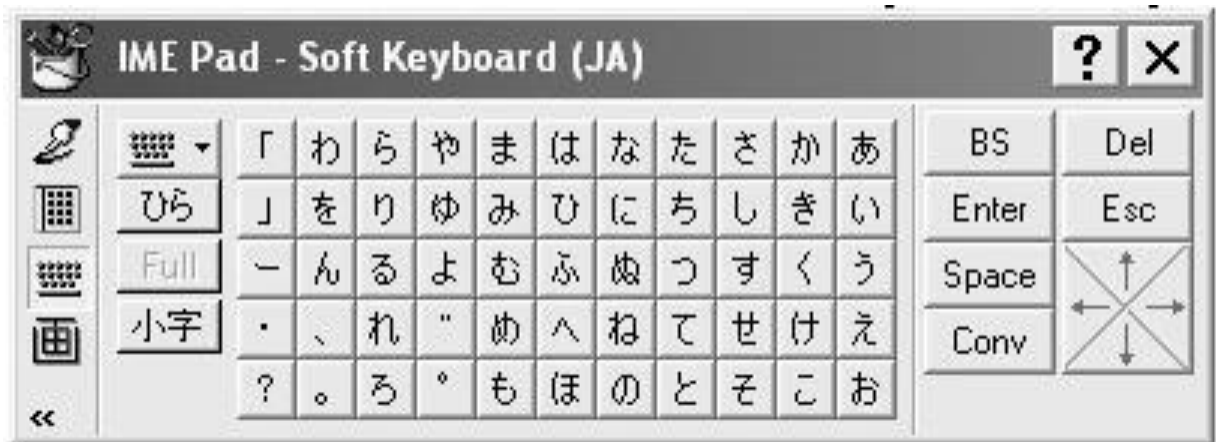 IME Pad - Soft Keyboard (JA) ? ×
「 わ ら や ま は な た さ か あ BS Del
ひら 」 を り ゆ み ひ に ち し き い Enter Esc
Full ー ん る よ む ふ ぬ つ す く う Space
小字 ・ 、 れ ゛ め へ ね て せ け え Conv
画 ? 。 ろ ゜ も ほ の と そ こ お
«